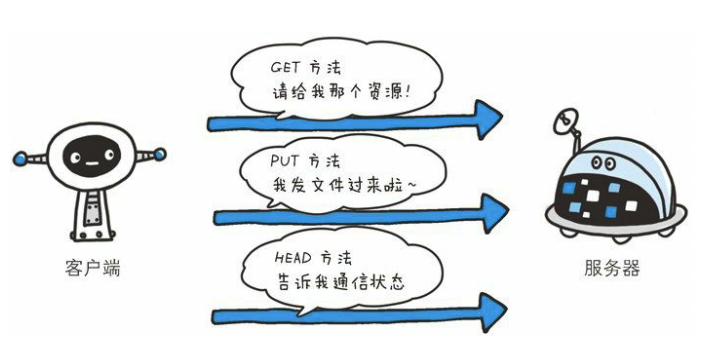 GET 方法
请给我那个资源!
PUT 方法
我发文件过来啦~
HEAD 方法
告诉我通信状态
客户端
服务器